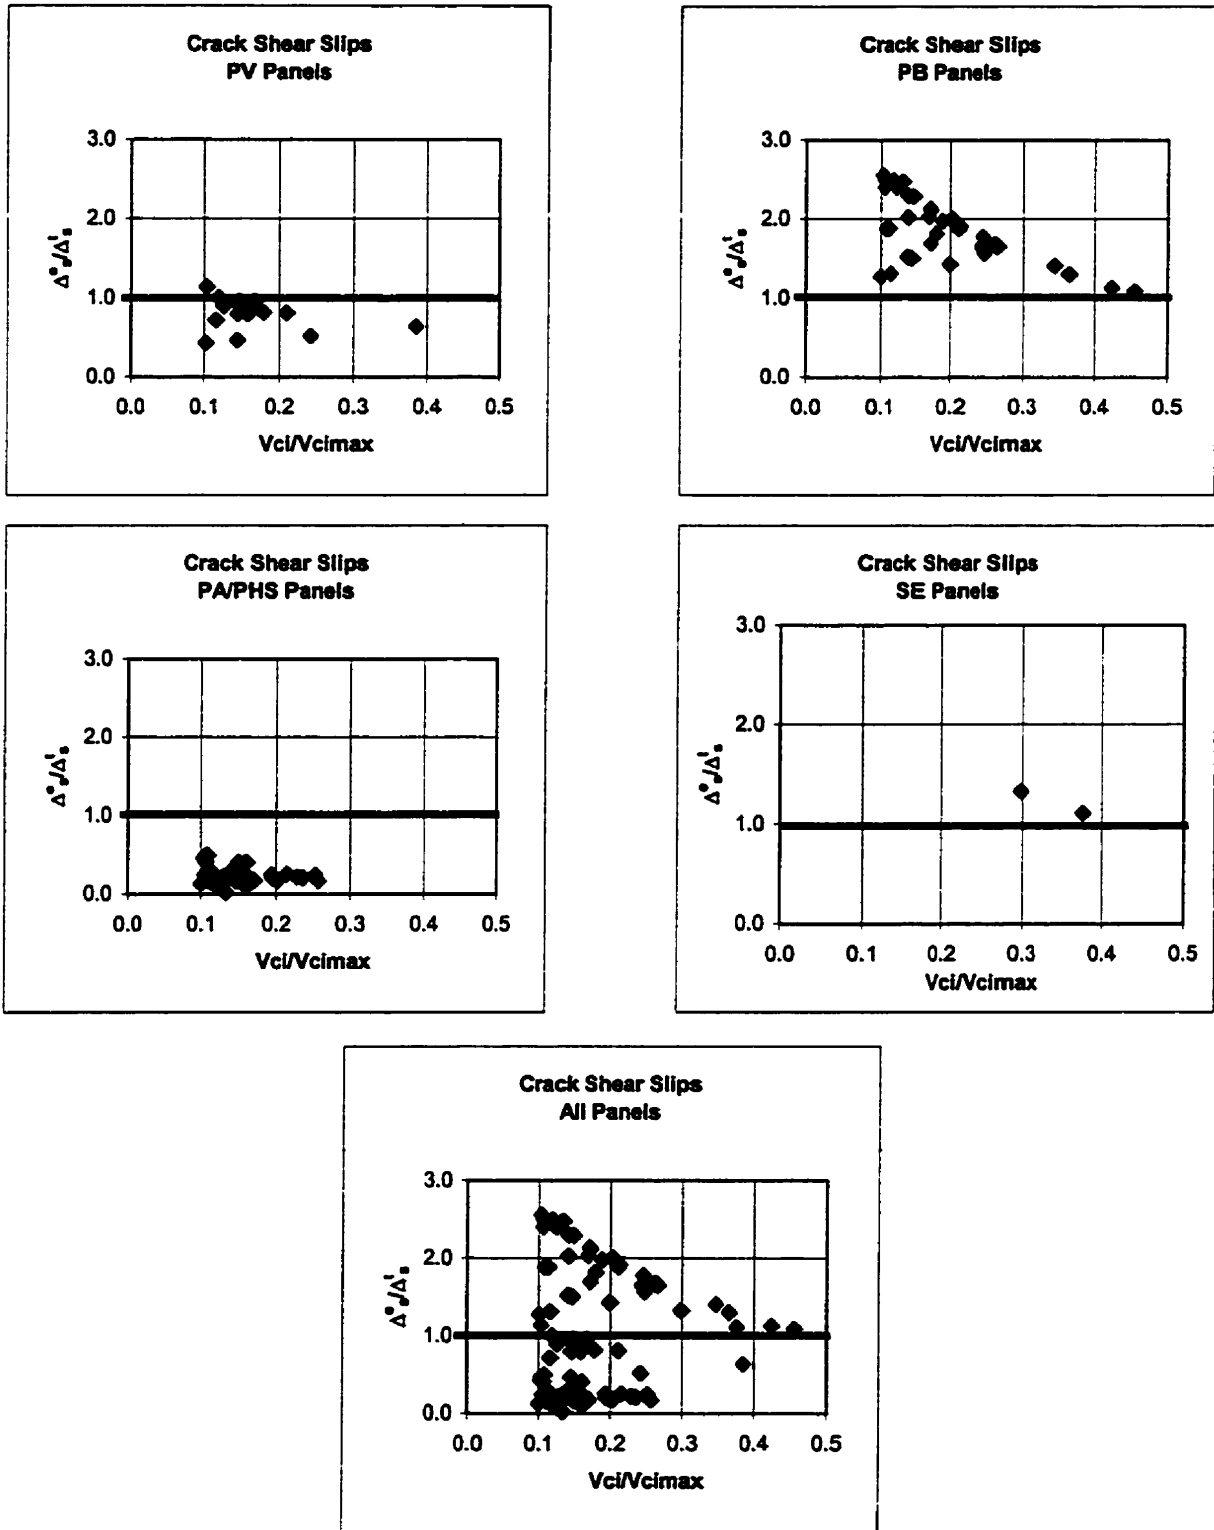 Crack Shear Slips
PV Panels
3.0
2.0
1.0
0.0
Δᵉₛ/Δᵗₛ
0.0 0.1 0.2 0.3 0.4 0.5
Vci/Vcimax
Crack Shear Slips
PB Panels
3.0
2.0
1.0
0.0
Δᵉₛ/Δᵗₛ
0.0 0.1 0.2 0.3 0.4 0.5
Vci/Vcimax
Crack Shear Slips
PA/PHS Panels
3.0
2.0
1.0
0.0
Δᵉₛ/Δᵗₛ
0.0 0.1 0.2 0.3 0.4 0.5
Vci/Vcimax
Crack Shear Slips
SE Panels
3.0
2.0
1.0
0.0
Δᵉₛ/Δᵗₛ
0.0 0.1 0.2 0.3 0.4 0.5
Vci/Vcimax
Crack Shear Slips
All Panels
3.0
2.0
1.0
0.0
Δᵉₛ/Δᵗₛ
0.0 0.1 0.2 0.3 0.4 0.5
Vci/Vcimax